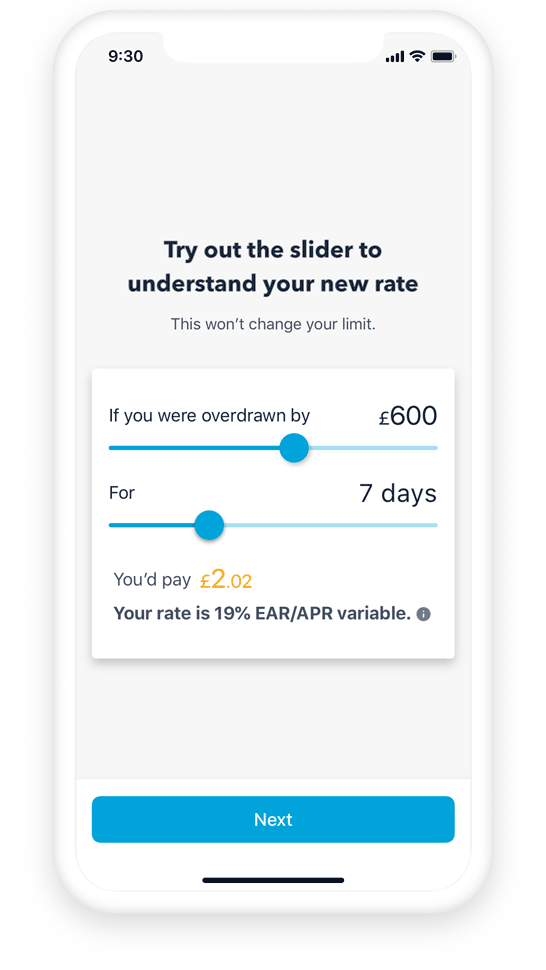 9:30
Try out the slider to
understand your new rate
This won’t change your limit.
If you were overdrawn by £600
For 7 days
You’d pay £2.02
Your rate is 19% EAR/APR variable.
Next